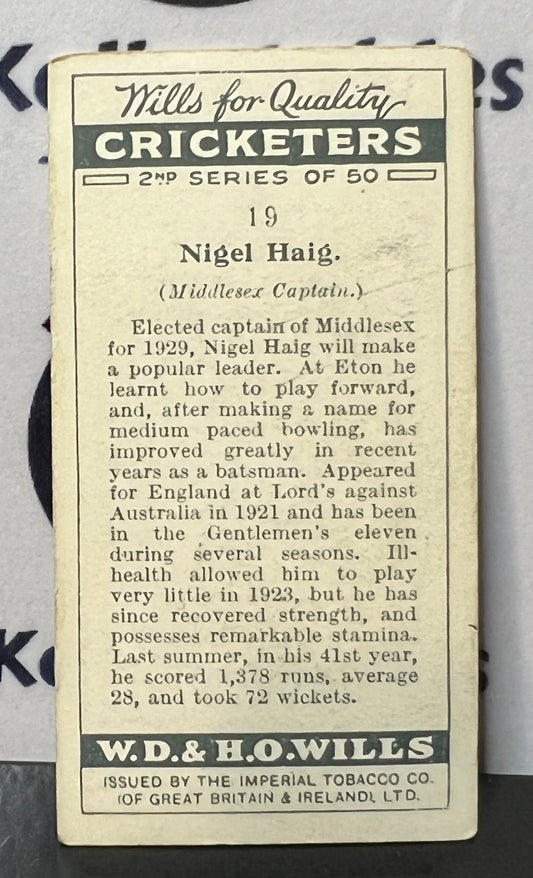 Wills for Quality
CRICKETERS
2ND SERIES OF 50
19
Nigel Haig.
(Middlesex Captain.)
Elected captain of Middlesex
for 1929, Nigel Haig will make
a popular leader. At Eton he
learnt how to play forward,
and, after making a name for
medium paced bowling, has
improved greatly in recent
years as a batsman. Appeared
for England at Lord's against
Australia in 1921 and has been
in the Gentlemen's eleven
during several seasons. Ill-
health allowed him to play
very little in 1923, but he has
since recovered strength, and
possesses remarkable stamina.
Last summer, in his 41st year,
he scored 1,378 runs, average
28, and took 72 wickets.
W.D. & H.O. WILLS
ISSUED BY THE IMPERIAL TOBACCO CO.
(OF GREAT BRITAIN & IRELAND), LTD.